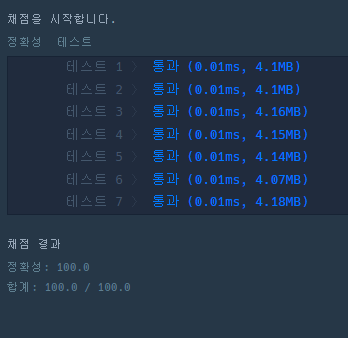 채점을 시작합니다.
정확성 테스트
테스트 1 〉 통과 (0.01ms, 4.1MB)
테스트 2 〉 통과 (0.01ms, 4.1MB)
테스트 3 〉 통과 (0.01ms, 4.16MB)
테스트 4 〉 통과 (0.01ms, 4.15MB)
테스트 5 〉 통과 (0.01ms, 4.14MB)
테스트 6 〉 통과 (0.01ms, 4.07MB)
테스트 7 〉 통과 (0.01ms, 4.18MB)
채점 결과
정확성: 100.0
합계: 100.0 / 100.0